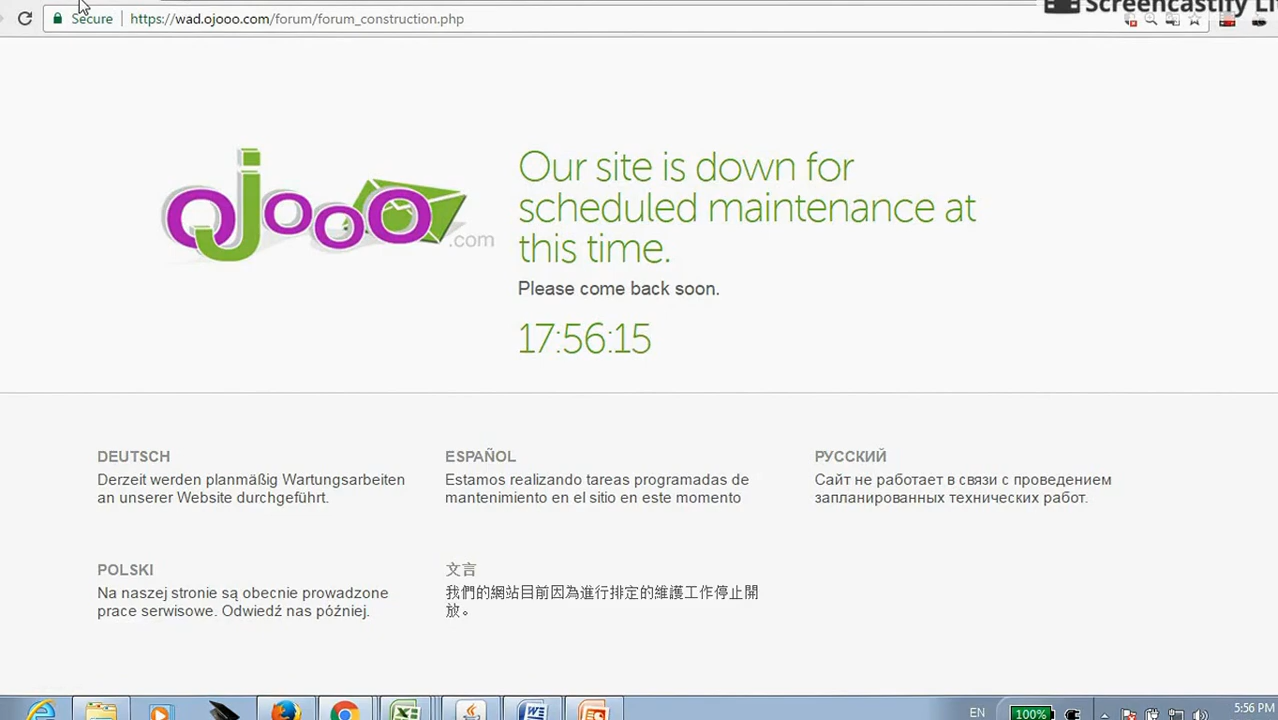 Screencastify Lit
Secure
https://wad.ojooo.com/forum/forum_construction.php
ojooo.com
Our site is down for
scheduled maintenance at
this time.
Please come back soon.
17:56:15
DEUTSCH
Derzeit werden planmäßig Wartungsarbeiten
an unserer Website durchgeführt.
ESPAÑOL
Estamos realizando tareas programadas de
mantenimiento en el sitio en este momento
РУССКИЙ
Сайт не работает в связи с проведением
запланированных технических работ.
POLSKI
Na naszej stronie są obecnie prowadzone
prace serwisowe. Odwiedź nas później.
文言
我們的網站目前因為進行排定的維護工作停止開
放。
EN
100%
5:56 PM